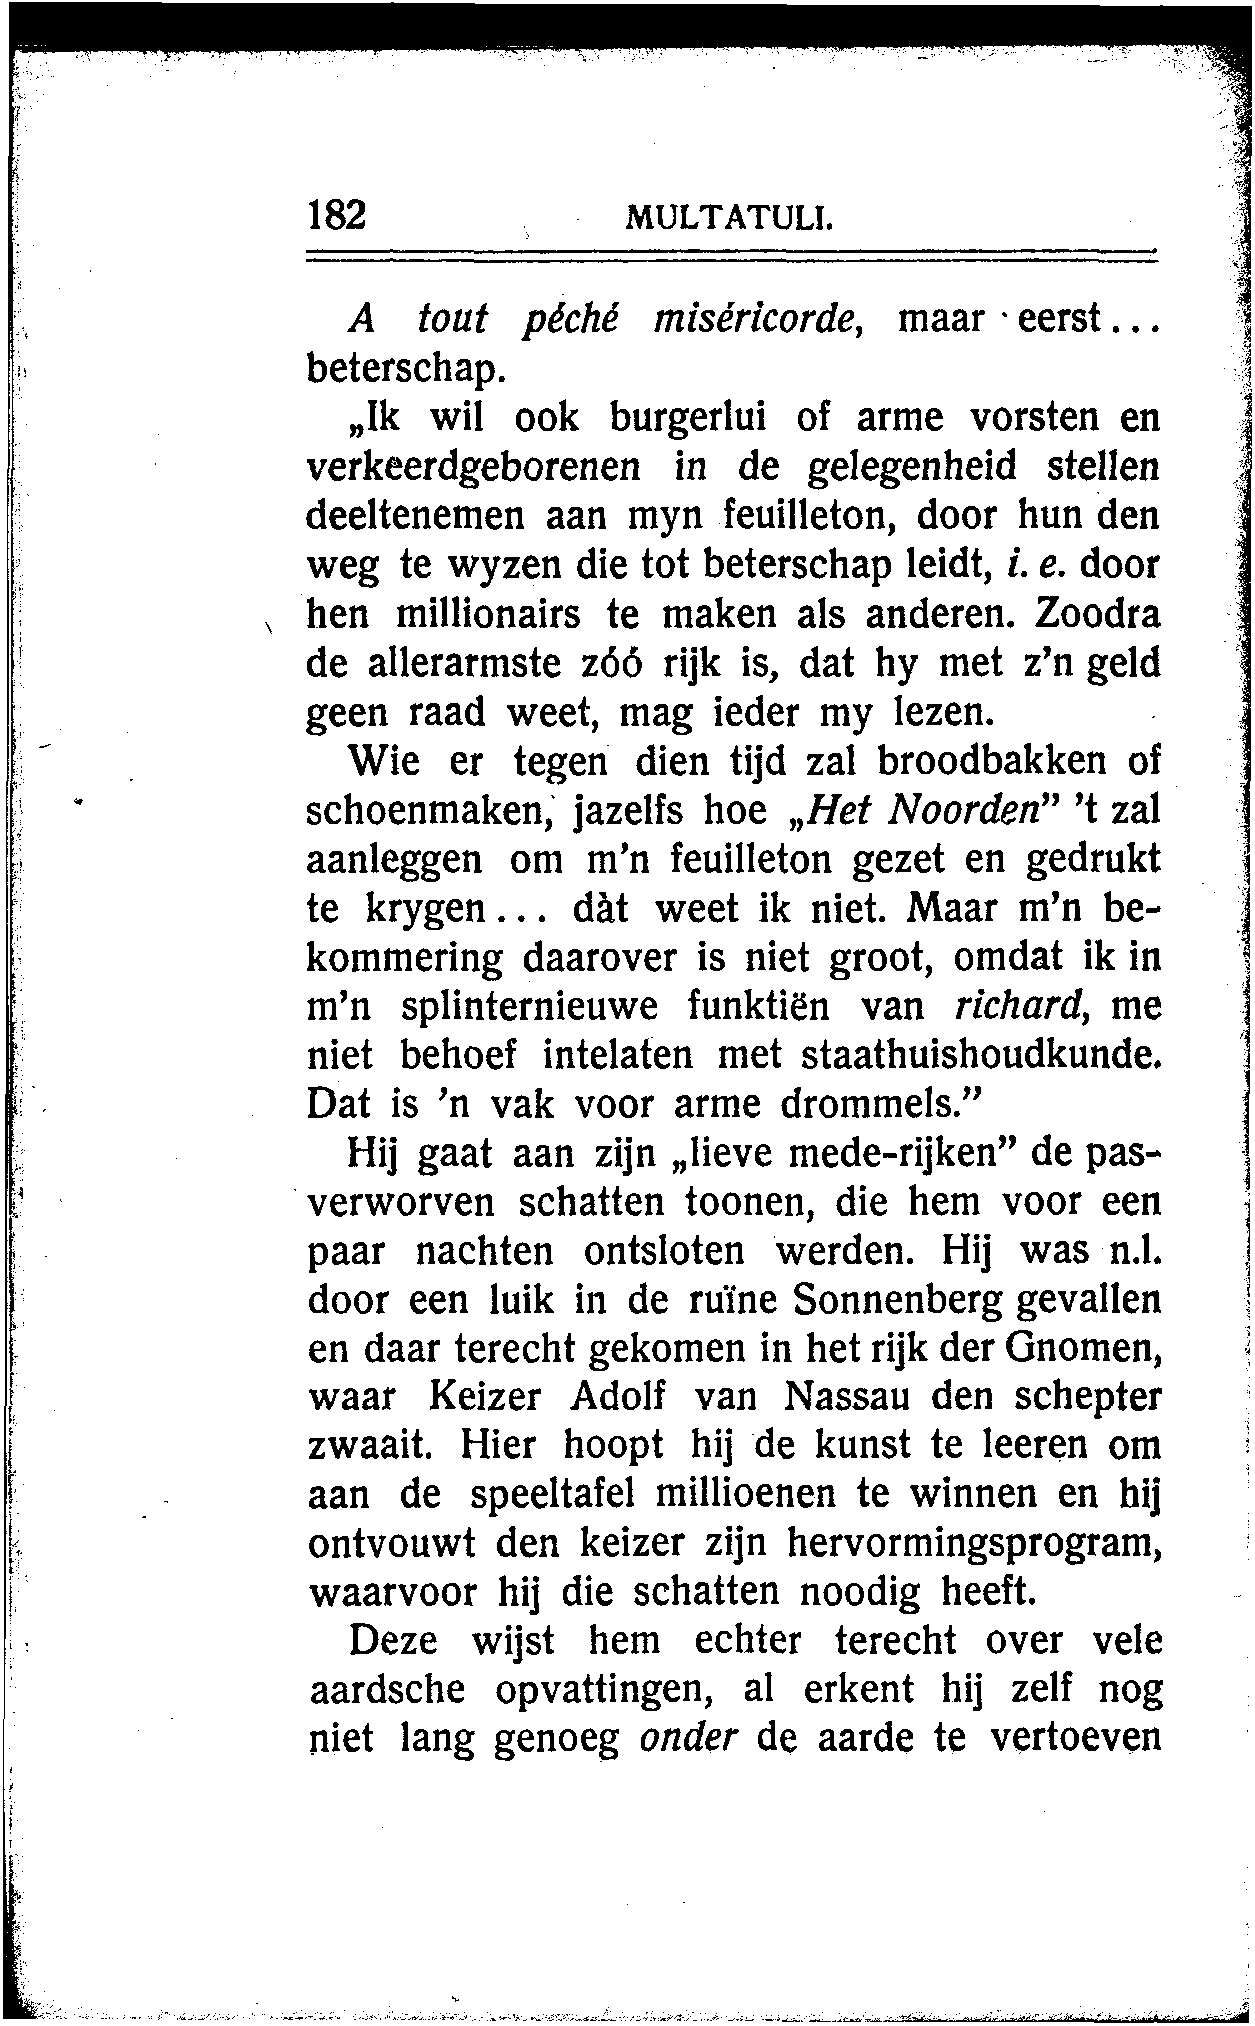 182 MULTATULI.
A tout péché miséricorde, maar eerst...
beterschap.
„Ik wil ook burgerlui of arme vorsten en
verkeerdgeborenen in de gelegenheid stellen
deeltenemen aan myn feuilleton, door hun den
weg te wyzen die tot beterschap leidt, i. e. door
hen millionairs te maken als anderen. Zoodra
de allerarmste zóó rijk is, dat hy met z'n geld
geen raad weet, mag ieder my lezen.
Wie er tegen dien tijd zal broodbakken of
schoenmaken, jazelfs hoe „Het Noorden” 't zal
aanleggen om m'n feuilleton gezet en gedrukt
te krygen... dàt weet ik niet. Maar m'n be-
kommering daarover is niet groot, omdat ik in
m'n splinternieuwe funktiën van richard, me
niet behoef intelaten met staathuishoudkunde.
Dat is 'n vak voor arme drommels.”
Hij gaat aan zijn „lieve mede-rijken” de pas-
verworven schatten toonen, die hem voor een
paar nachten ontsloten werden. Hij was n.l.
door een luik in de ruïne Sonnenberg gevallen
en daar terecht gekomen in het rijk der Gnomen,
waar Keizer Adolf van Nassau den schepter
zwaait. Hier hoopt hij de kunst te leeren om
aan de speeltafel millioenen te winnen en hij
ontvouwt den keizer zijn hervormingsprogram,
waarvoor hij die schatten noodig heeft.
Deze wijst hem echter terecht over vele
aardsche opvattingen, al erkent hij zelf nog
niet lang genoeg onder de aarde te vertoeven